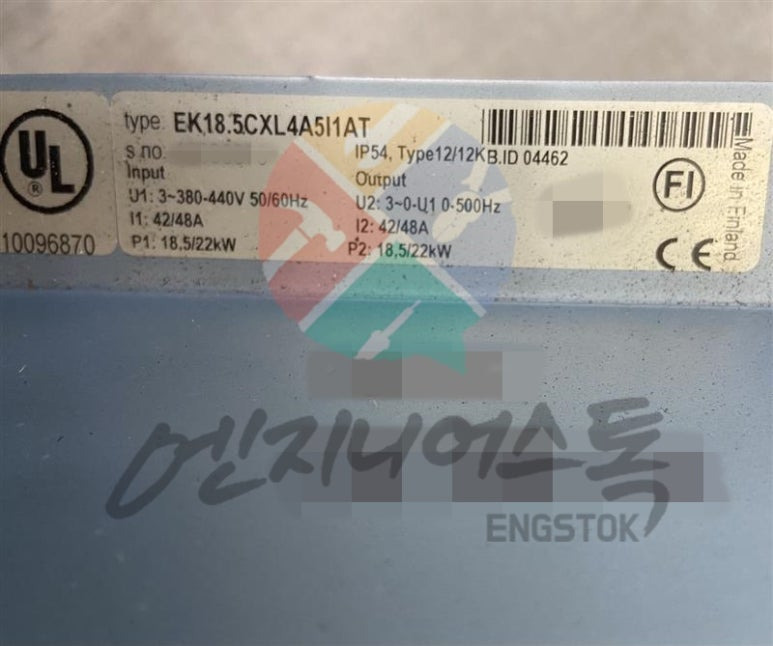 UL
®
10096870
type EK18.5CXL4A5I1AT
s no.
IP54, Type12/12K B.ID 04462
Input
U1: 3~380-440V 50/60Hz
I1: 42/48A
P1: 18,5/22kW
Output
U2: 3~0-U1 0-500Hz
I2: 42/48A
P2: 18,5/22kW
FI
CE
Made in Finland
엔지니어스톡
ENGSTOK